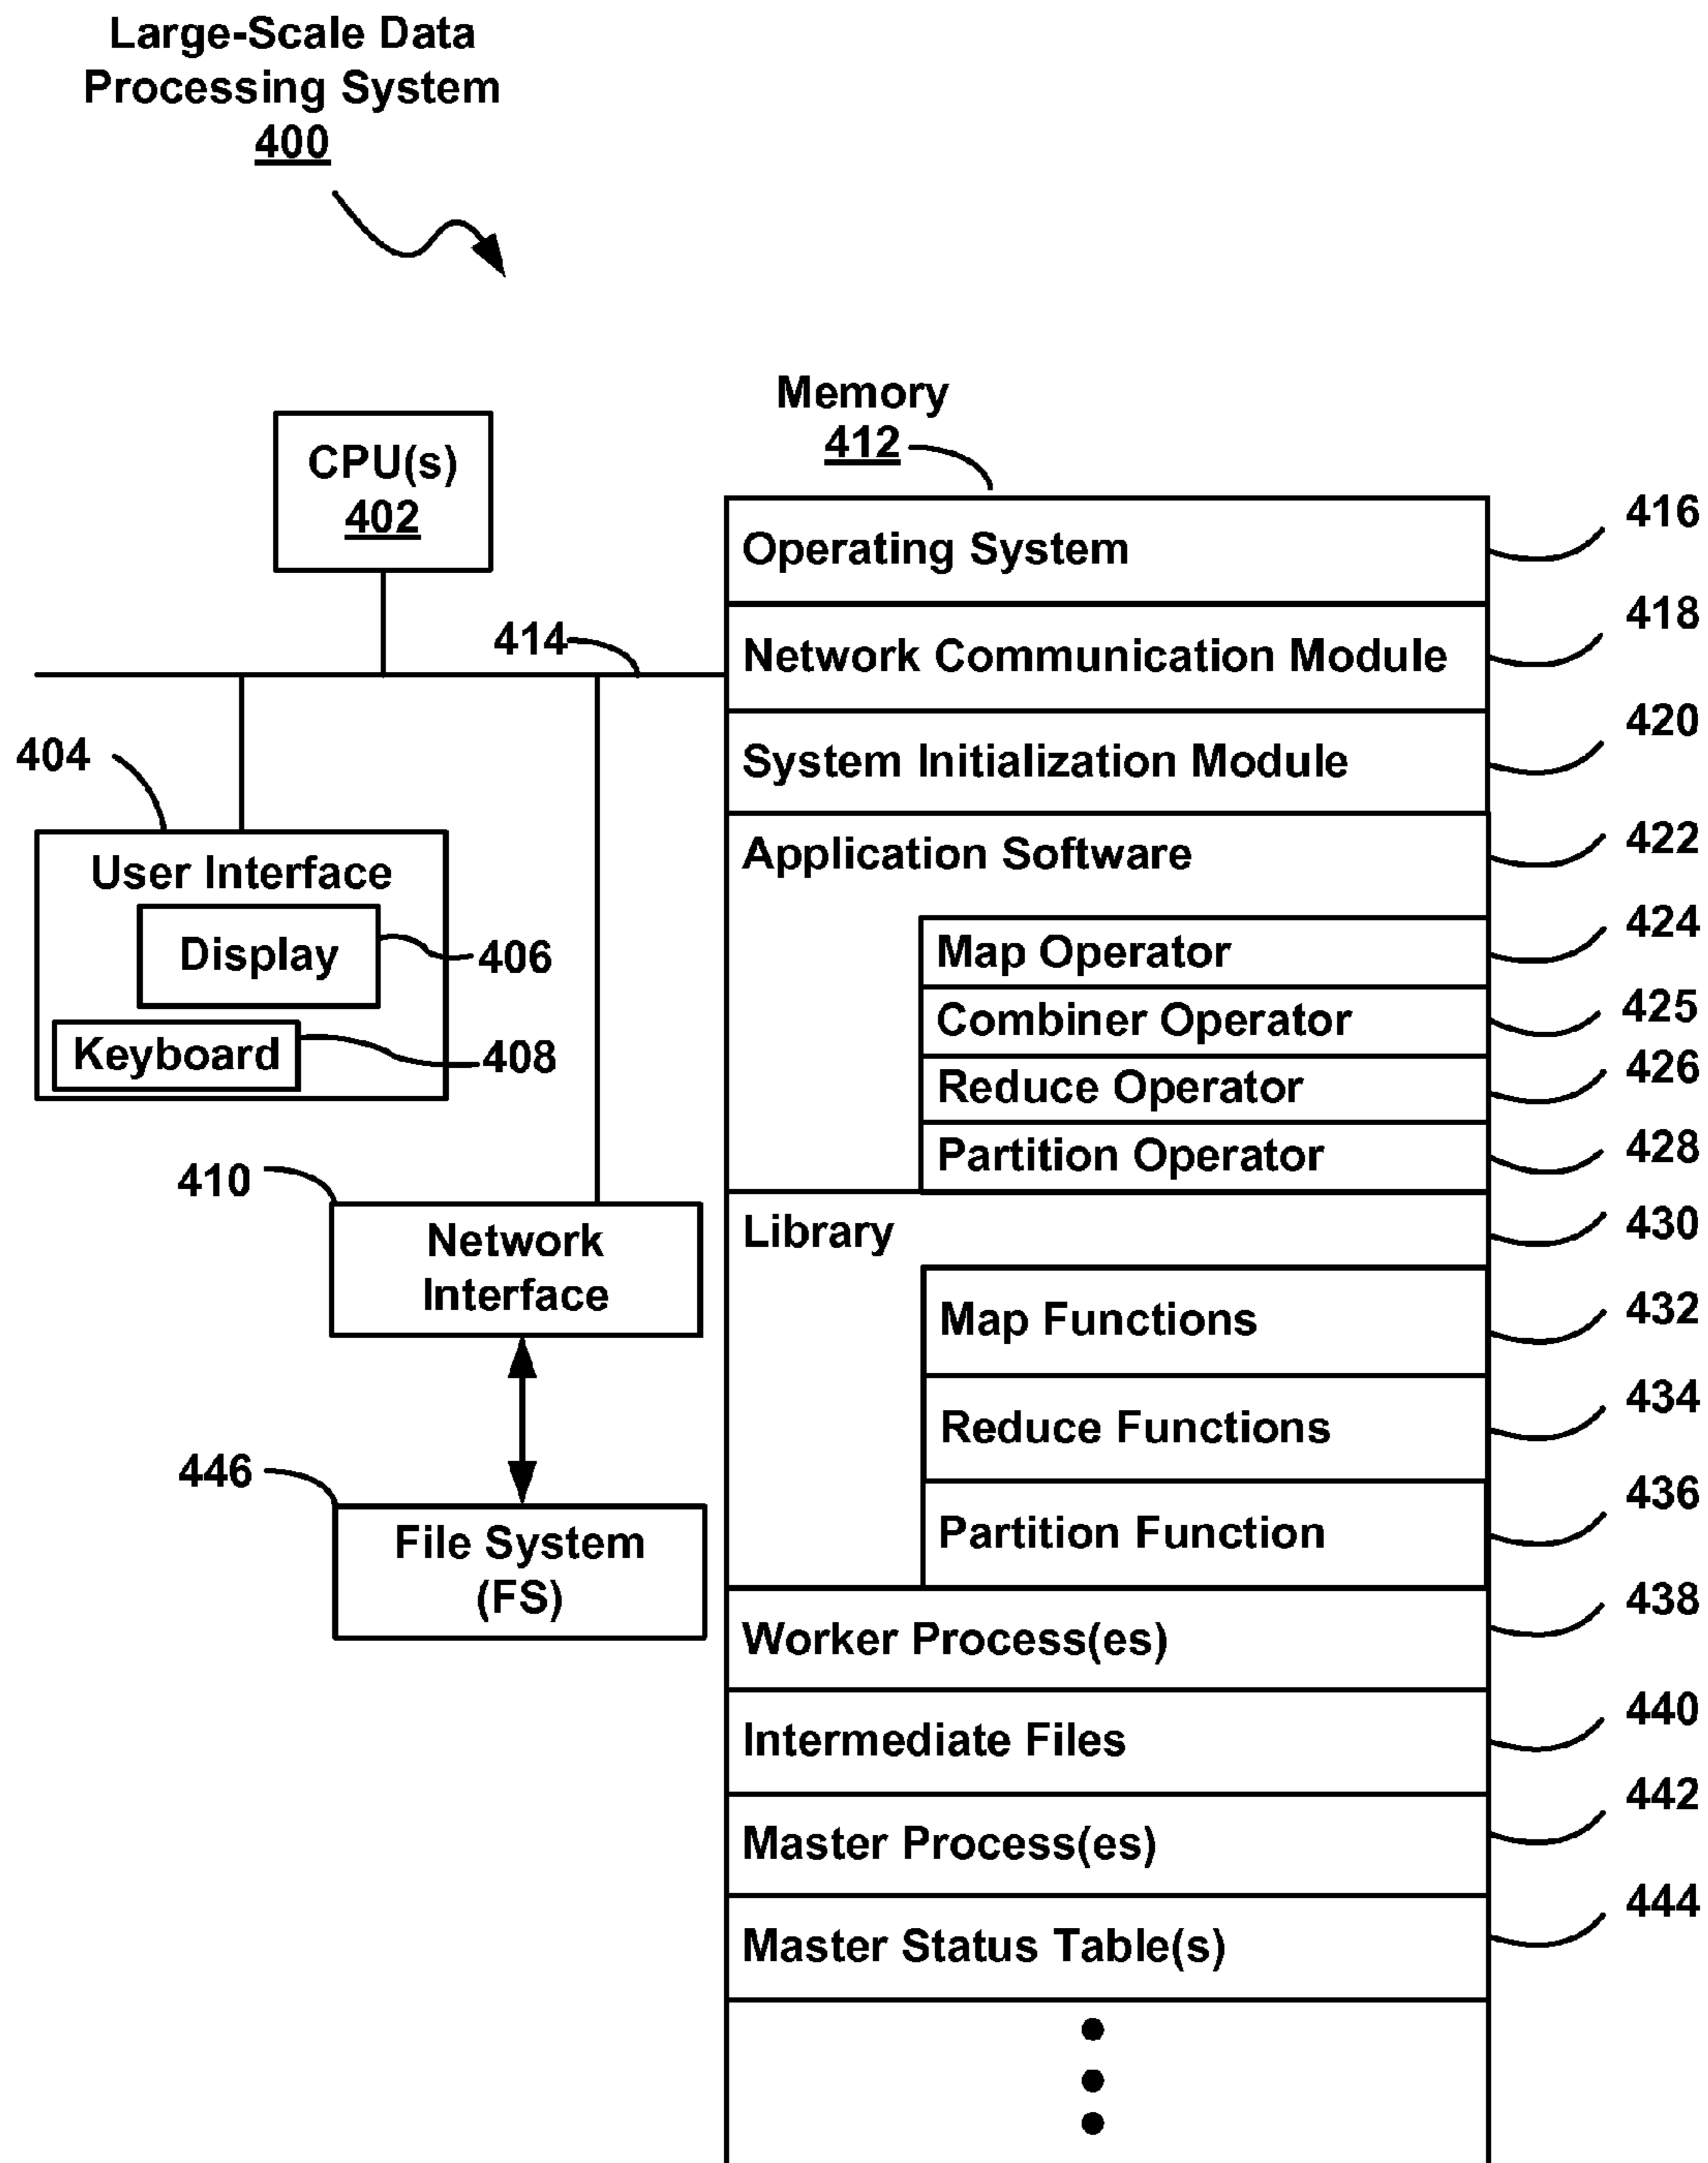 Large-Scale Data
Processing System
400
Memory
412
CPU(s)
402
414
404
User Interface
Display
406
Keyboard
408
410
Network
Interface
446
File System
(FS)
Operating System
416
Network Communication Module
418
System Initialization Module
420
Application Software
422
Map Operator
424
Combiner Operator
425
Reduce Operator
426
Partition Operator
428
Library
430
Map Functions
432
Reduce Functions
434
Partition Function
436
Worker Process(es)
438
Intermediate Files
440
Master Process(es)
442
Master Status Table(s)
444